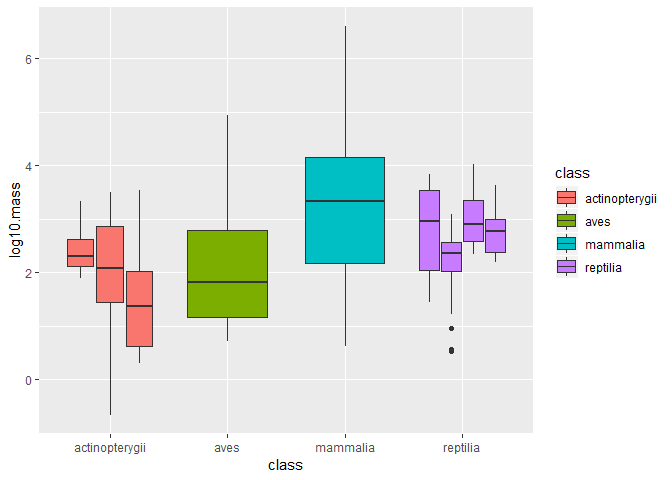 log10.mass
6
4
2
0
actinopterygii
aves
mammalia
reptilia
class
class
actinopterygii
aves
mammalia
reptilia